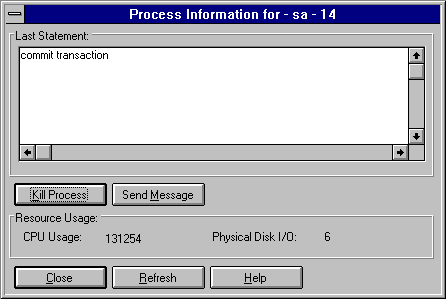 Process Information for - sa - 14
Last Statement:
commit transaction
Kill Process Send Message
Resource Usage:
CPU Usage: 131254 Physical Disk I/O: 6
Close Refresh Help